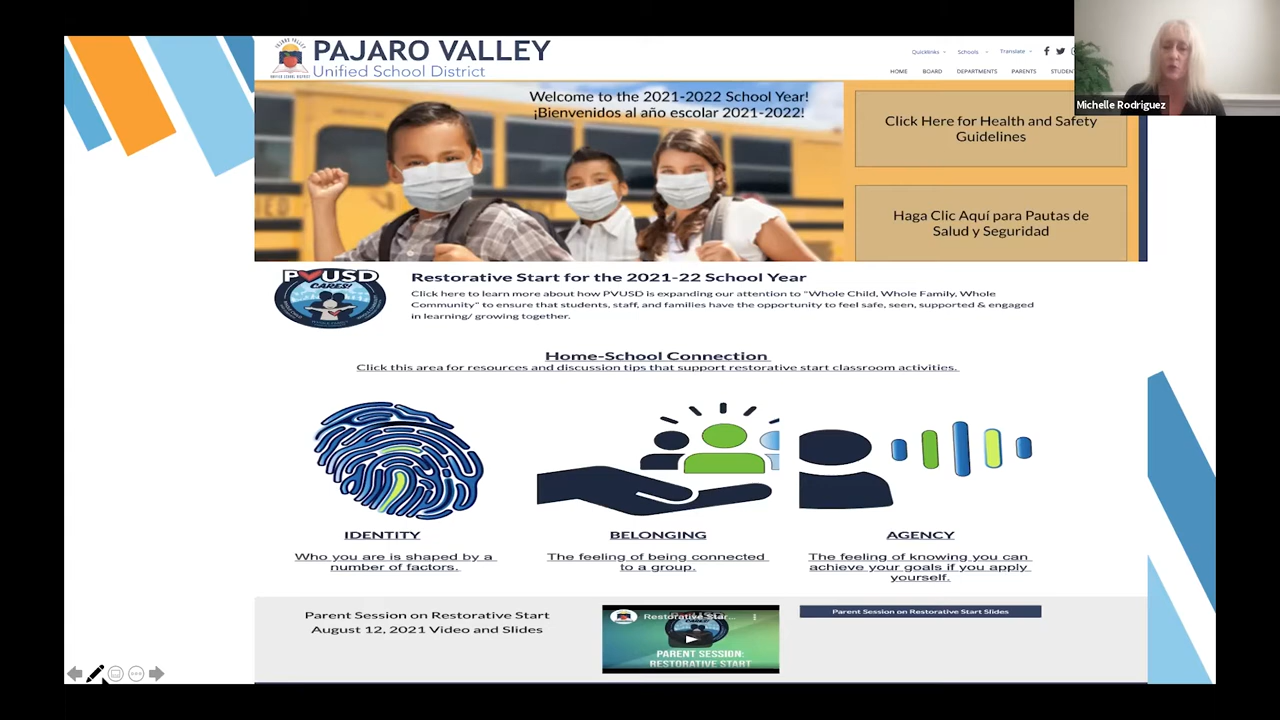 PAJARO VALLEY
Unified School District
Quicklinks
Schools
Translate
HOME
BOARD
DEPARTMENTS
PARENTS
STUDEN
Michelle Rodriguez
Welcome to the 2021-2022 School Year!
¡Bienvenidos al año escolar 2021-2022!
Click Here for Health and Safety
Guidelines
Haga Clic Aquí para Pautas de
Salud y Seguridad
PVUSD
CARES!
Restorative Start for the 2021-22 School Year
Click here to learn more about how PVUSD is expanding our attention to "Whole Child, Whole Family, Whole
Community" to ensure that students, staff, and families have the opportunity to feel safe, seen, supported & engaged
in learning/ growing together.
Home-School Connection
Click this area for resources and discussion tips that support restorative start classroom activities.
IDENTITY
Who you are is shaped by a
number of factors.
BELONGING
The feeling of being connected
to a group.
AGENCY
The feeling of knowing you can
achieve your goals if you apply
yourself.
Parent Session on Restorative Start
August 12, 2021 Video and Slides
Restorative Star...
PARENT SESSION:
RESTORATIVE START
Parent Session on Restorative Start Slides